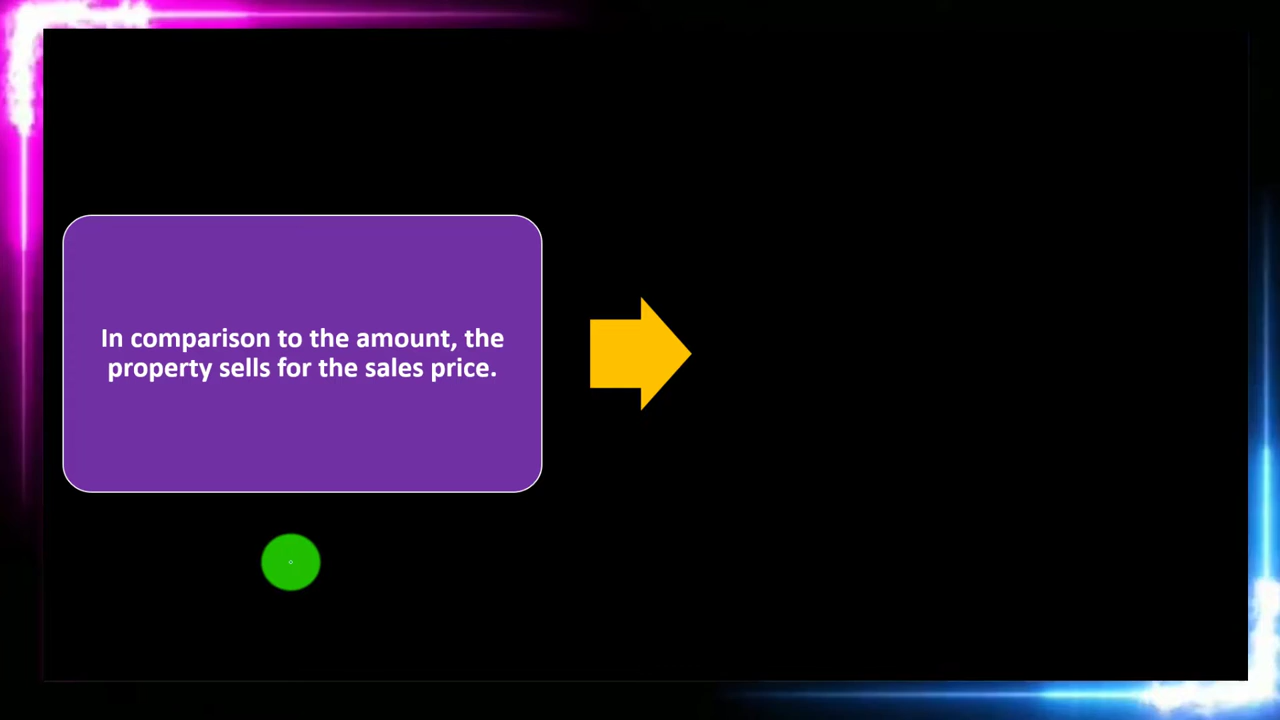 In comparison to the amount, the
property sells for the sales price.